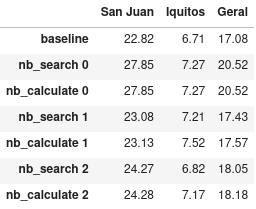 San Juan Iquitos Geral
baseline 22.82 6.71 17.08
nb_search 0 27.85 7.27 20.52
nb_calculate 0 27.85 7.27 20.52
nb_search 1 23.08 7.21 17.43
nb_calculate 1 23.13 7.52 17.57
nb_search 2 24.27 6.82 18.05
nb_calculate 2 24.28 7.17 18.18